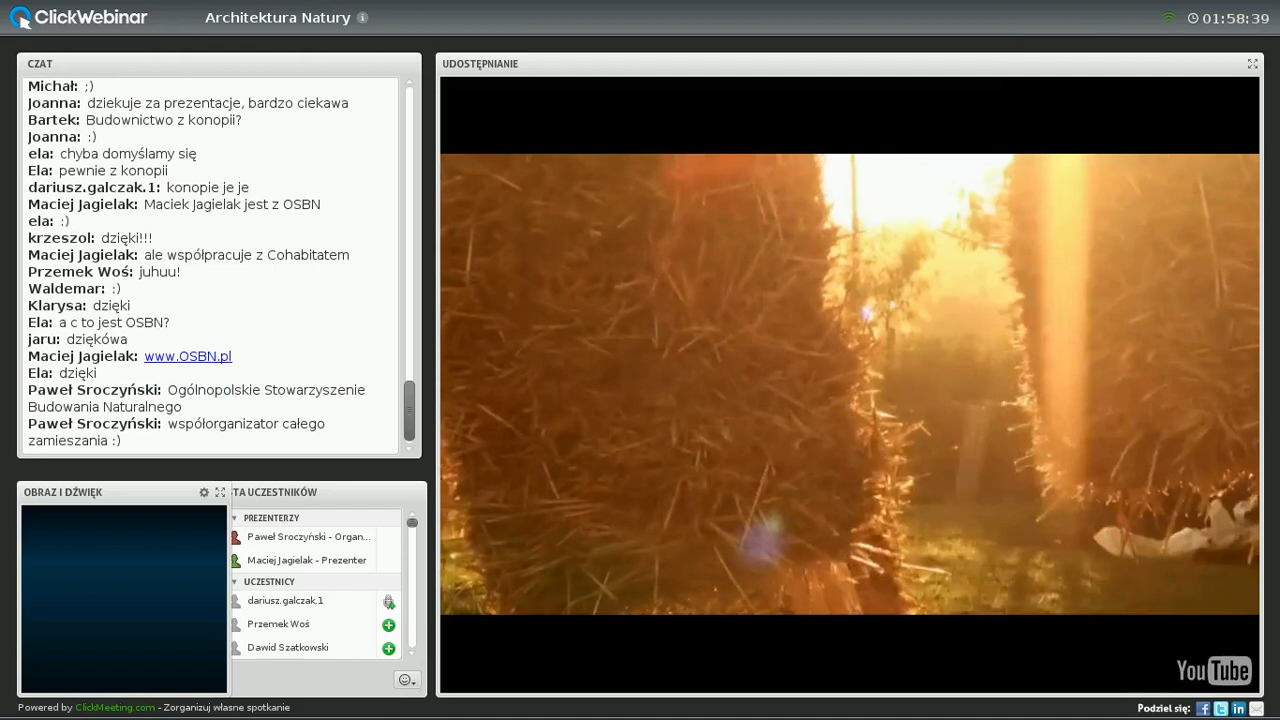 ClickWebinar
Architektura Natury
01:58:39
CZAT
Michał: ;)
Joanna: dziekuje za prezentacje, bardzo ciekawa
Bartek: Budownictwo z konopii?
Joanna: :)
ela: chyba domyślamy się
Ela: pewnie z konopii
dariusz.galczak.1: konopie je je
Maciej Jagielak: Maciek Jagielak jest z OSBN
ela: :)
krzeszol: dzięki!!!
Maciej Jagielak: ale współpracuje z Cohabitatem
Przemek Woś: juhuu!
Waldemar: :)
Klarysa: dzięki
Ela: a c to jest OSBN?
jaru: dziękówa
Maciej Jagielak: www.OSBN.pl
Ela: dzięki
Paweł Sroczyński: Ogólnopolskie Stowarzyszenie
Budowania Naturalnego
Paweł Sroczyński: współorganizator całego
zamieszania :)
OBRAZ I DŹWIĘK
TA UCZESTNIKÓW
PREZENTERZY
Paweł Sroczyński - Organ...
Maciej Jagielak - Prezenter
UCZESTNICY
dariusz.galczak.1
Przemek Woś
Dawid Szatkowski
UDOSTĘPNIANIE
YouTube
Powered by ClickMeeting.com - Zorganizuj własne spotkanie
Podziel się: